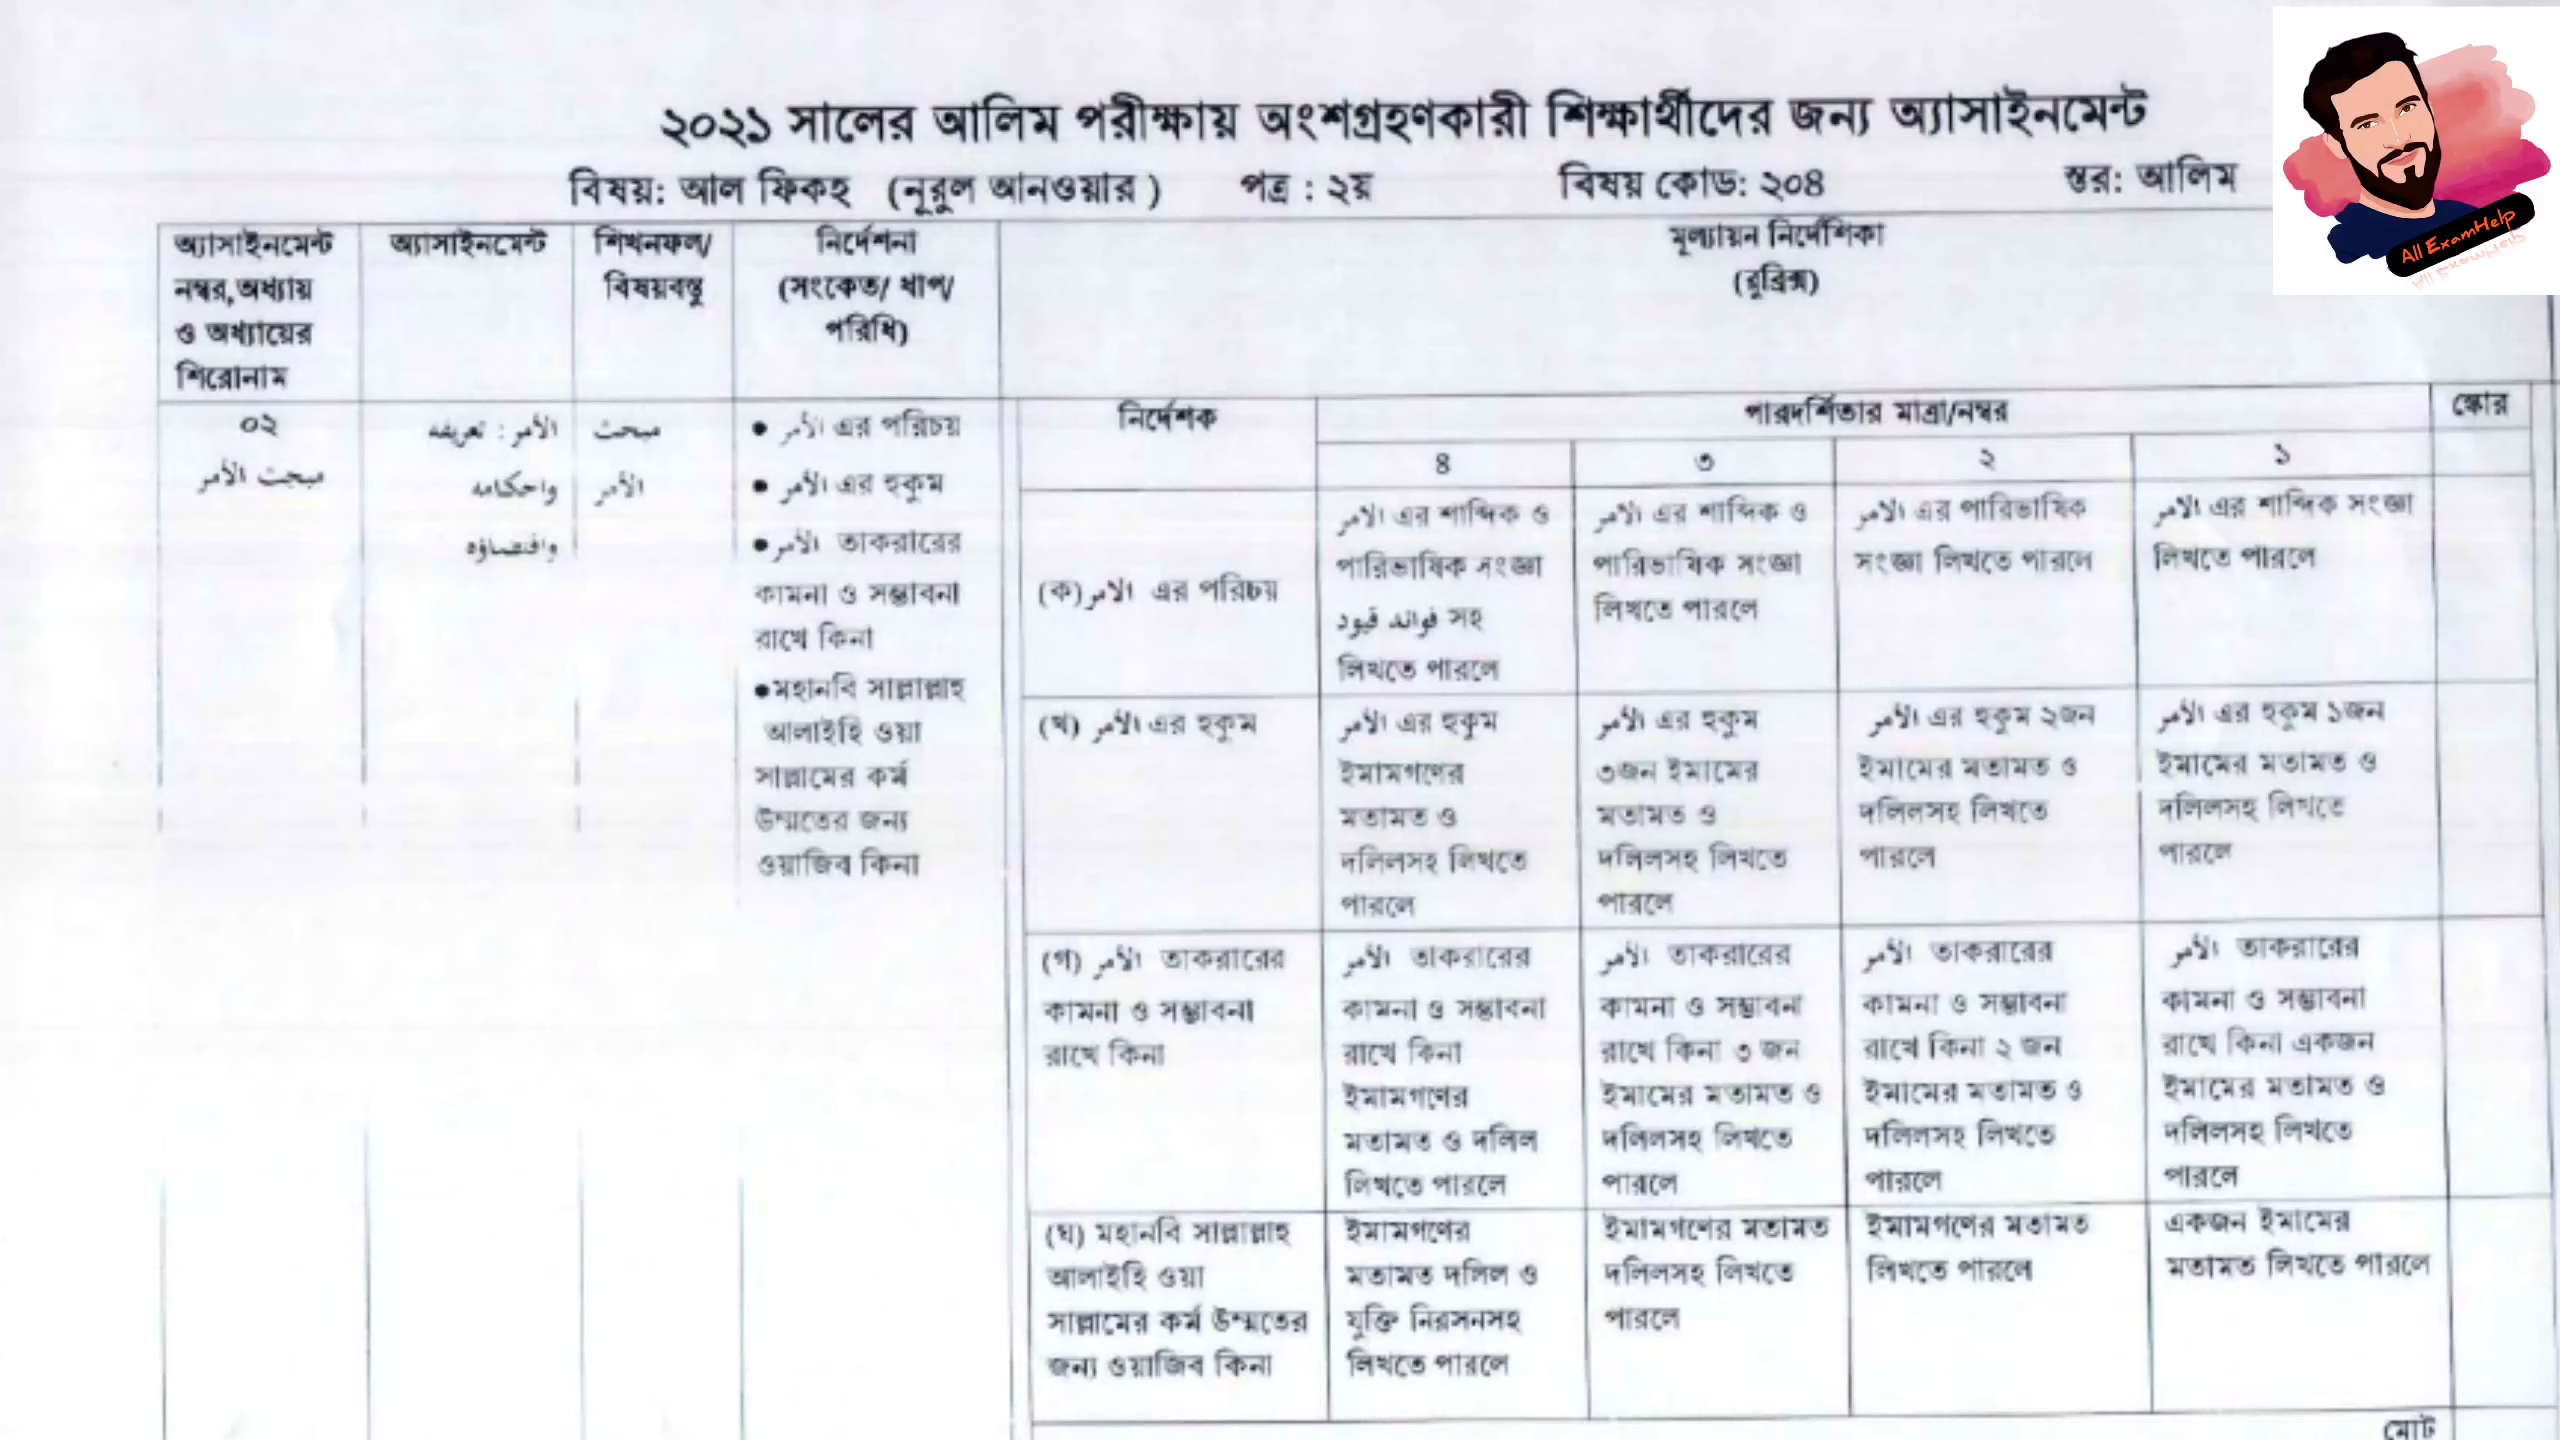 ২০২১ সালের আলিম পরীক্ষায় অংশগ্রহণকারী শিক্ষার্থীদের জন্য অ্যাসাইনমেন্ট
বিষয়: আল ফিকহ (নূরুল আনওয়ার ) পত্র : ২য় বিষয় কোড: ২০৪ স্তর: আলিম
All ExamHelp
অ্যাসাইনমেন্ট
নম্বর,অধ্যায়
ও অধ্যায়ের
শিরোনাম
অ্যাসাইনমেন্ট
শিখনফল/
বিষয়বস্তু
নির্দেশনা
(সংকেত/ ধাপ/
পরিধি)
মূল্যায়ন নির্দেশিকা
(রুব্রিক্স)
০২
مبحث الأمر
الأمر: تعريفه
واحكامه
واقتضاؤه
مبحث
الأمر
● الأمر এর পরিচয়
● الأمر এর হুকুম
● الأمر তাকরারের
কামনা ও সম্ভাবনা
রাখে কিনা
●মহানবি সাল্লাল্লাহ
আলাইহি ওয়া
সাল্লামের কর্ম
উম্মতের জন্য
ওয়াজিব কিনা
নির্দেশক
পারদর্শিতার মাত্রা/নম্বর
স্কোর
৪ ৩ ২ ১
(ক) الامر এর পরিচয়
الامر এর শাব্দিক ও
পারিভাষিক সংজ্ঞা
فوائد قيود সহ
লিখতে পারলে
الامر এর শাব্দিক ও
পারিভাষিক সংজ্ঞা
লিখতে পারলে
الامر এর পারিভাষিক
সংজ্ঞা লিখতে পারলে
الامر এর শাব্দিক সংজ্ঞা
লিখতে পারলে
(খ) الأمر এর হুকুম
الأمر এর হুকুম
ইমামগণের
মতামত ও
দলিলসহ লিখতে
পারলে
الأمر এর হুকুম
৩জন ইমামের
মতামত ও
দলিলসহ লিখতে
পারলে
الأمر এর হুকুম ২জন
ইমামের মতামত ও
দলিলসহ লিখতে
পারলে
الأمر এর হুকুম ১জন
ইমামের মতামত ও
দলিলসহ লিখতে
পারলে
(গ) الأمر তাকরারের
কামনা ও সম্ভাবনা
রাখে কিনা
الأمر তাকরারের
কামনা ও সম্ভাবনা
রাখে কিনা
ইমামগণের
মতামত ও দলিল
লিখতে পারলে
الأمر তাকরারের
কামনা ও সম্ভাবনা
রাখে কিনা ৩ জন
ইমামের মতামত ও
দলিলসহ লিখতে
পারলে
الأمر তাকরারের
কামনা ও সম্ভাবনা
রাখে কিনা ২ জন
ইমামের মতামত ও
দলিলসহ লিখতে
পারলে
الأمر তাকরারের
কামনা ও সম্ভাবনা
রাখে কিনা একজন
ইমামের মতামত ও
দলিলসহ লিখতে
পারলে
(ঘ) মহানবি সাল্লাল্লাহ
আলাইহি ওয়া
সাল্লামের কর্ম উম্মতের
জন্য ওয়াজিব কিনা
ইমামগণের
মতামত দলিল ও
যুক্তি নিরসনসহ
লিখতে পারলে
ইমামগণের মতামত
দলিলসহ লিখতে
পারলে
ইমামগণের মতামত
লিখতে পারলে
একজন ইমামের
মতামত লিখতে পারলে
মোট